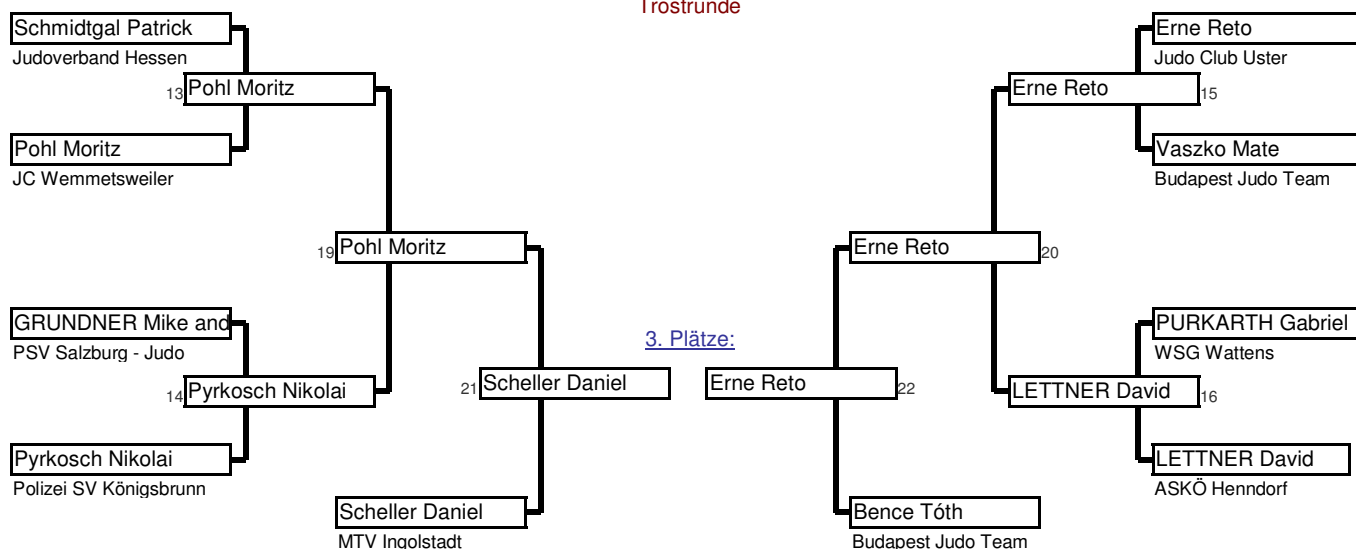 Trostrunde
Schmidtgal Patrick
Judoverband Hessen
13 Pohl Moritz
Pohl Moritz
JC Wemmetsweiler
19 Pohl Moritz
GRUNDNER Mike and
PSV Salzburg - Judo
14 Pyrkosch Nikolai
Pyrkosch Nikolai
Polizei SV Königsbrunn
21 Scheller Daniel
Scheller Daniel
MTV Ingolstadt
3. Plätze:
Erne Reto
Judo Club Uster
Erne Reto 15
Vaszko Mate
Budapest Judo Team
Erne Reto 20
PURKARTH Gabriel
WSG Wattens
LETTNER David 16
LETTNER David
ASKÖ Henndorf
Erne Reto 22
Bence Tóth
Budapest Judo Team